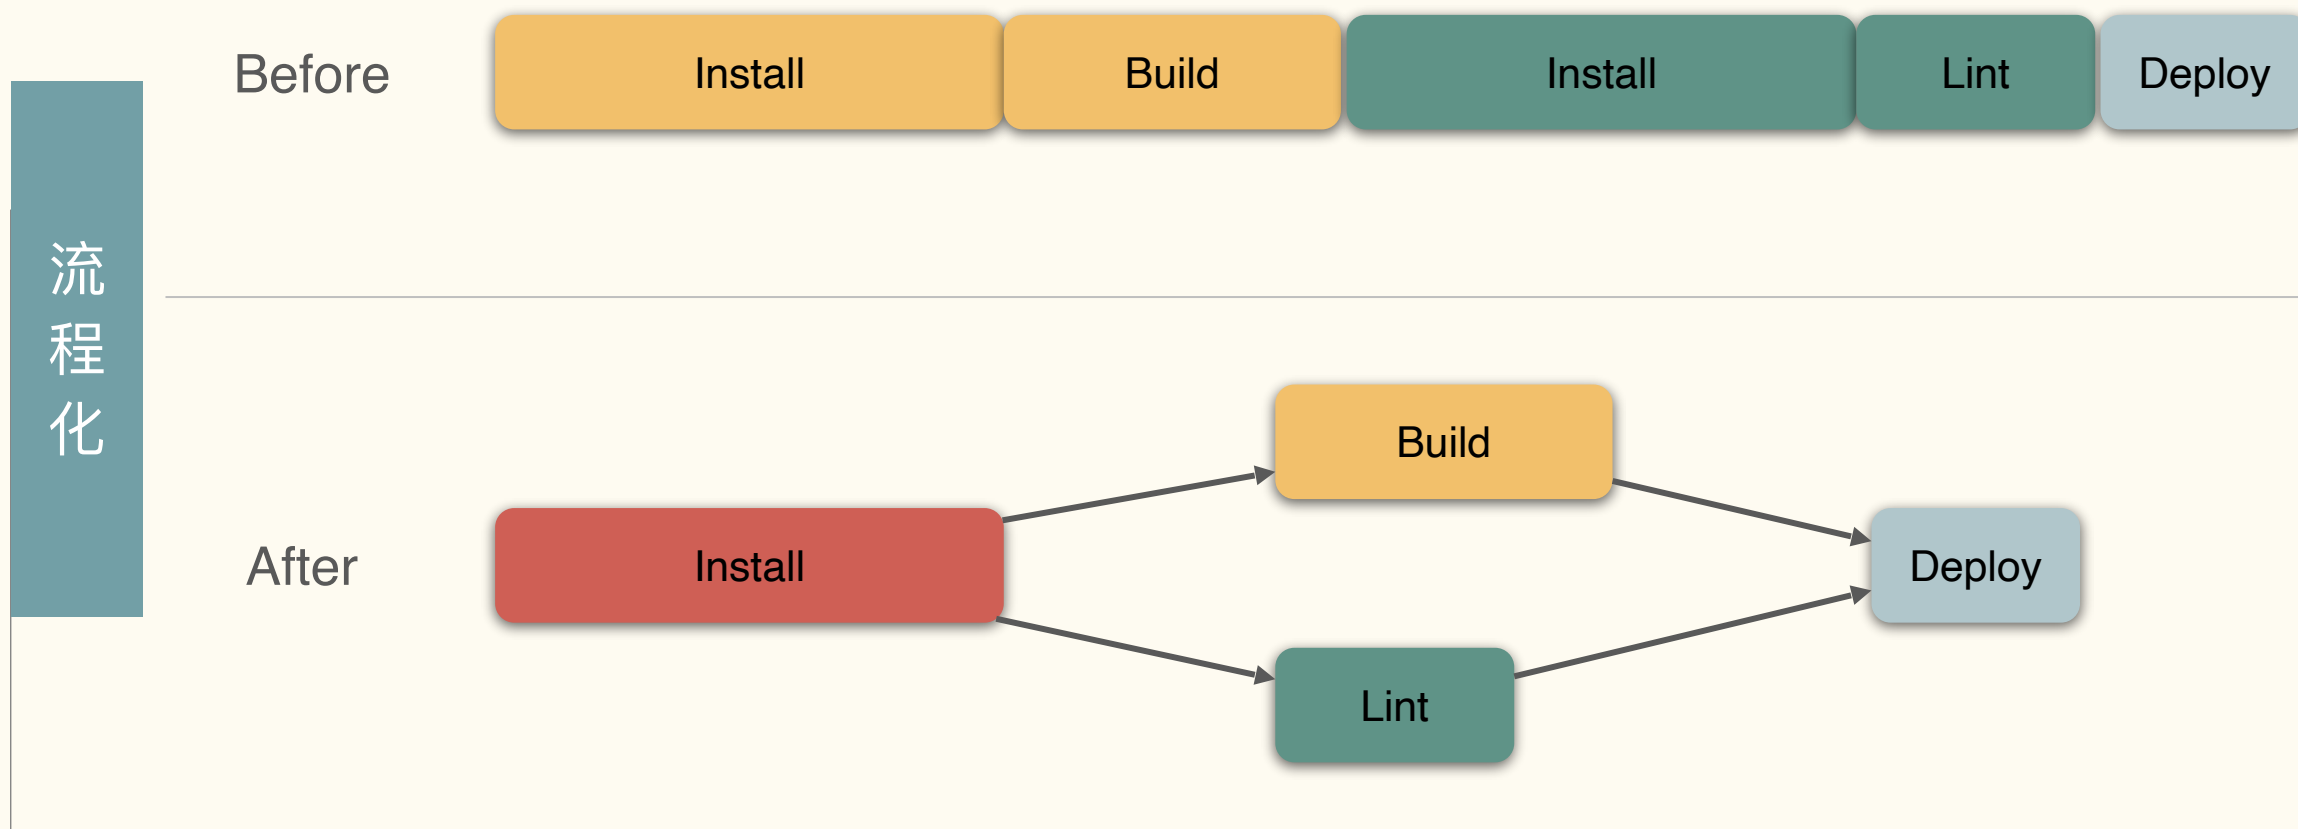 流程化
Before
Install
Build
Install
Lint
Deploy
After
Install
Build
Lint
Deploy